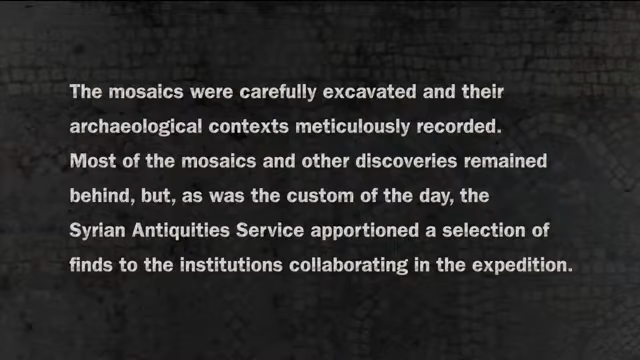 The mosaics were carefully excavated and their
archaeological contexts meticulously recorded.
Most of the mosaics and other discoveries remained
behind, but, as was the custom of the day, the
Syrian Antiquities Service apportioned a selection of
finds to the institutions collaborating in the expedition.